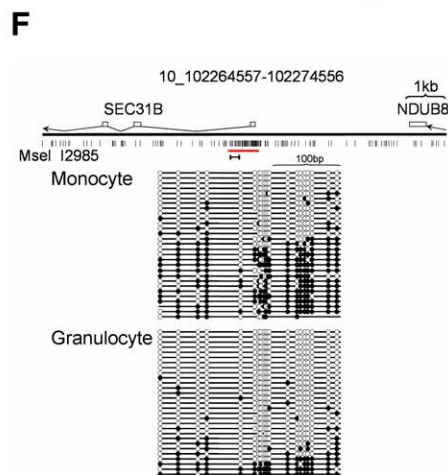 F
10_102264557-102274556
1kb
SEC31B
NDUB8
MseI I2985
100bp
Monocyte
Granulocyte